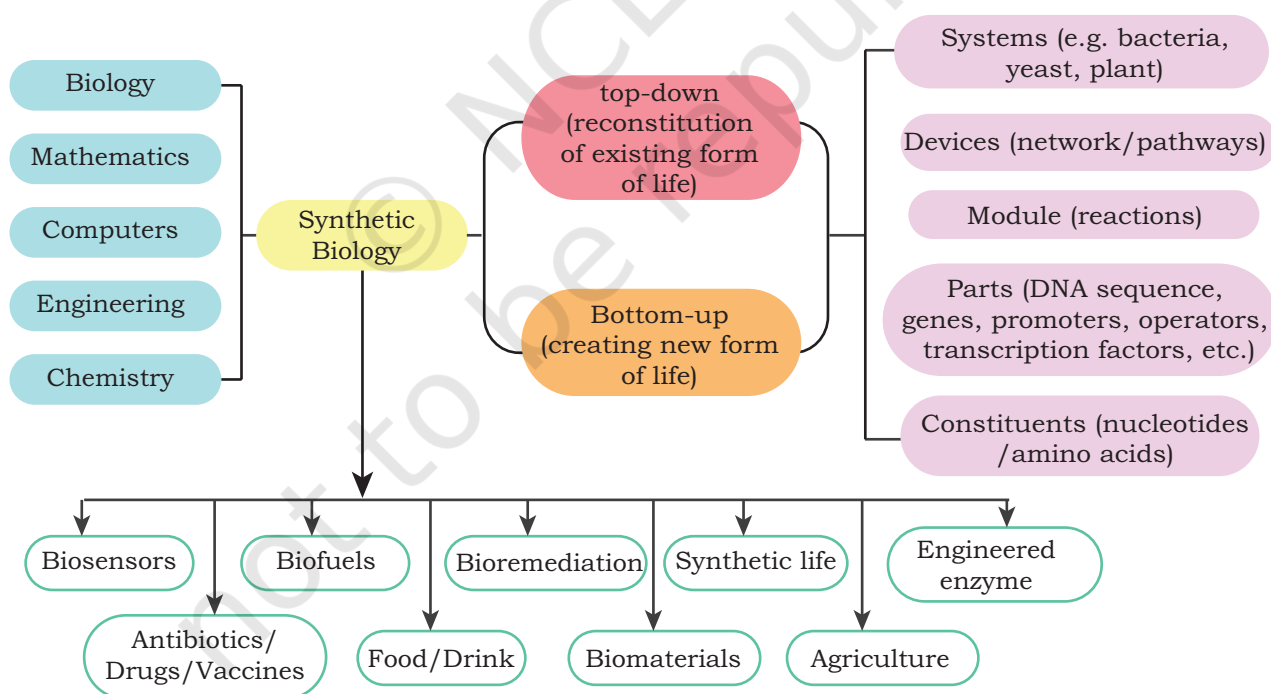 Biology
Mathematics
Computers
Engineering
Chemistry
Synthetic
Biology
top-down
(reconstitution
of existing form
of life)
Bottom-up
(creating new form
of life)
Systems (e.g. bacteria,
yeast, plant)
Devices (network/pathways)
Module (reactions)
Parts (DNA sequence,
genes, promoters, operators,
transcription factors, etc.)
Constituents (nucleotides
/amino acids)
Biosensors
Biofuels
Bioremediation
Synthetic life
Engineered
enzyme
Antibiotics/
Drugs/Vaccines
Food/Drink
Biomaterials
Agriculture
not to be